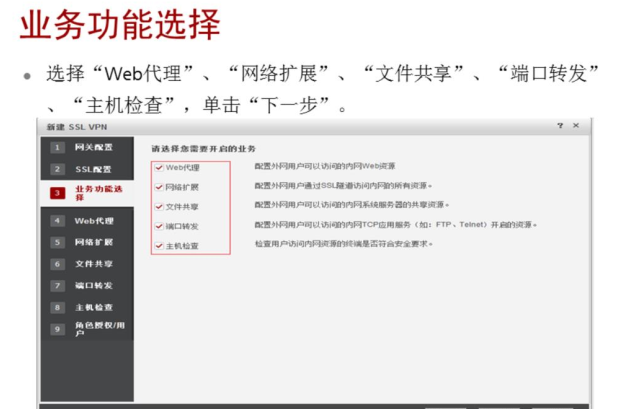 业务功能选择
选择“Web代理”、“网络扩展”、“文件共享”、“端口转发”
、“主机检查”，单击“下一步”。
新建 SSL VPN
? ×
1 网关配置
2 SSL配置
3 业务功能选
择
4 Web代理
5 网络扩展
6 文件共享
7 端口转发
8 主机检查
9 角色授权/用
户
请选择您需要开启的业务
Web代理 配置外网用户可以访问的内网Web资源
网络扩展 配置外网用户通过SSL隧道访问内网的所有资源。
文件共享 配置外网用户可以访问的内网系统服务器的共享资源。
端口转发 配置外网用户可以访问的内网TCP应用服务（如：FTP、Telnet）开启的资源。
主机检查 检查用户访问内网资源的终端是否符合安全要求。